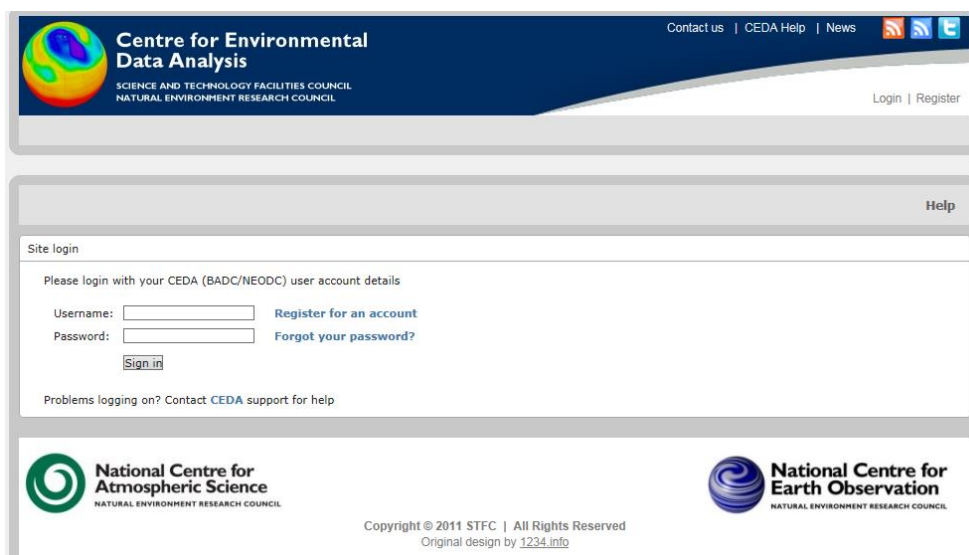 Contact us | CEDA Help | News
Centre for Environmental
Data Analysis
SCIENCE AND TECHNOLOGY FACILITIES COUNCIL
NATURAL ENVIRONMENT RESEARCH COUNCIL
Login | Register
Help
Site login
Please login with your CEDA (BADC/NEODC) user account details
Username: Register for an account
Password: Forgot your password?
Sign in
Problems logging on? Contact CEDA support for help
National Centre for
Atmospheric Science
NATURAL ENVIRONMENT RESEARCH COUNCIL
National Centre for
Earth Observation
NATURAL ENVIRONMENT RESEARCH COUNCIL
Copyright © 2011 STFC | All Rights Reserved
Original design by 1234.info